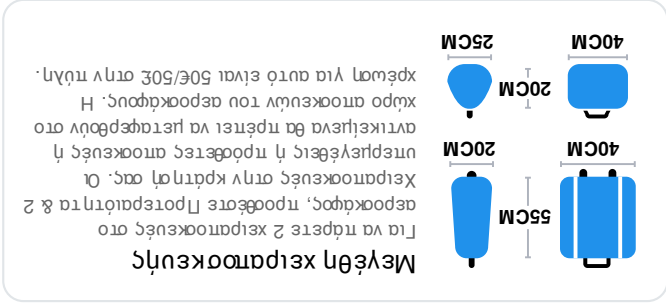 Μεγέθη χειραποσκευής
Για να πάρετε 2 χειραποσκευές στο
αεροσκάφος, προσθέστε Προτεραιότητα & 2
Χειραποσκευές στην κράτησή σας. Οι
υπερμεγέθεις ή πρόσθετες αποσκευές ή
αντικείμενα θα πρέπει να μεταφερθούν στο
χώρο αποσκευών του αεροσκάφους. Η
χρέωση για αυτό είναι 50€/50£ στην πύλη.
55CM
40CM
20CM
20CM
40CM
25CM